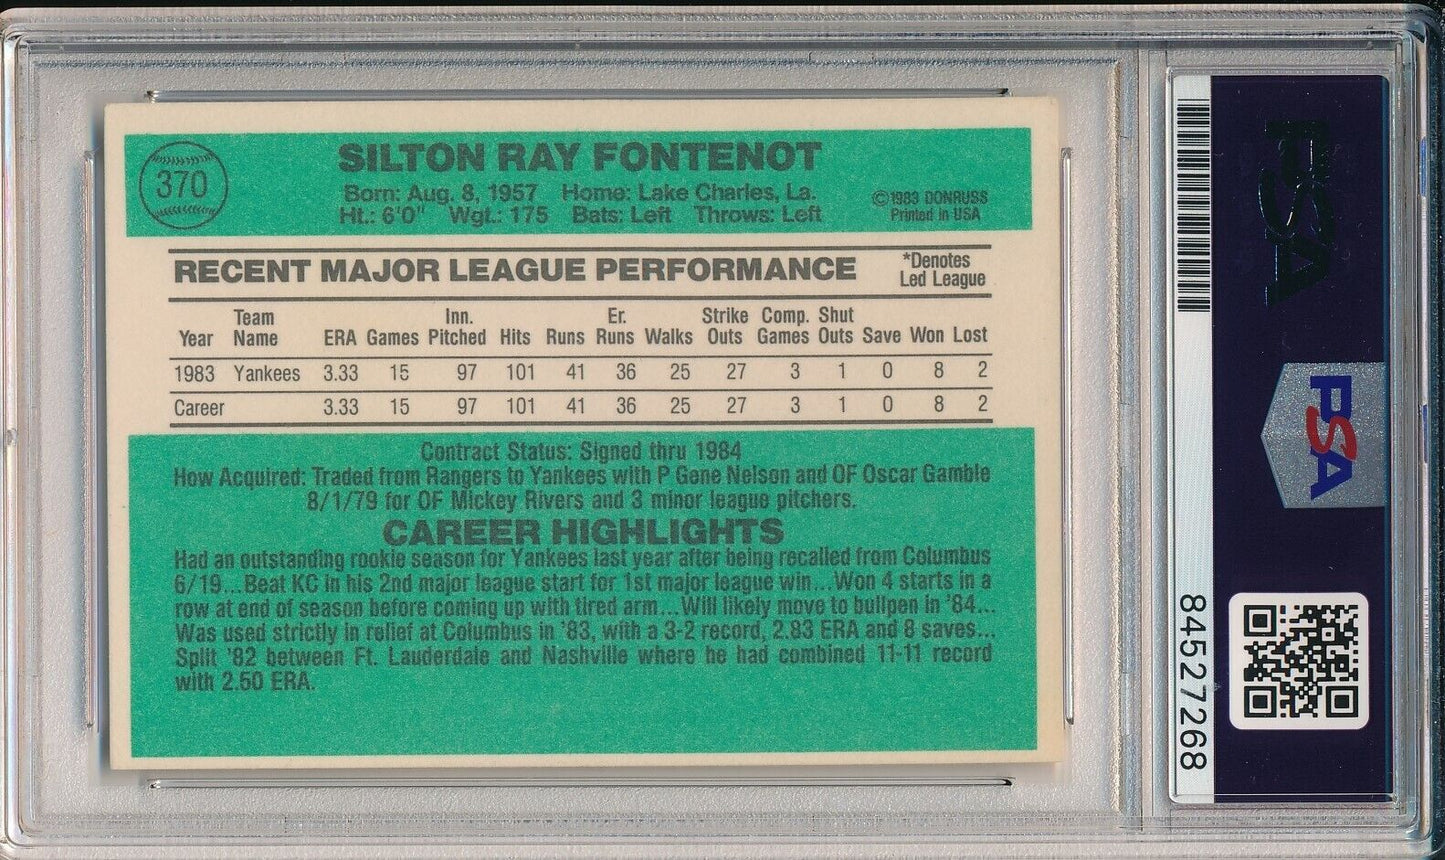 370
SILTON RAY FONTENOT
Born: Aug. 8, 1957 Home: Lake Charles, La.
Ht.: 6'0" Wgt.: 175 Bats: Left Throws: Left
©1983 DONRUSS
Printed in USA
RECENT MAJOR LEAGUE PERFORMANCE
*Denotes
Led League
Year Team Name ERA Games Inn. Pitched Hits Runs Er. Runs Walks Strike Outs Comp. Games Shut Outs Save Won Lost
1983 Yankees 3.33 15 97 101 41 36 25 27 3 1 0 8 2
Career 3.33 15 97 101 41 36 25 27 3 1 0 8 2
Contract Status: Signed thru 1984
How Acquired: Traded from Rangers to Yankees with P Gene Nelson and OF Oscar Gamble
8/1/79 for OF Mickey Rivers and 3 minor league pitchers.
CAREER HIGHLIGHTS
Had an outstanding rookie season for Yankees last year after being recalled from Columbus
6/19...Beat KC in his 2nd major league start for 1st major league win...Won 4 starts in a
row at end of season before coming up with tired arm...Will likely move to bullpen in '84...
Was used strictly in relief at Columbus in '83, with a 3-2 record, 2.83 ERA and 8 saves...
Split '82 between Ft. Lauderdale and Nashville where he had combined 11-11 record
with 2.50 ERA.
PSA
PSA
84527268